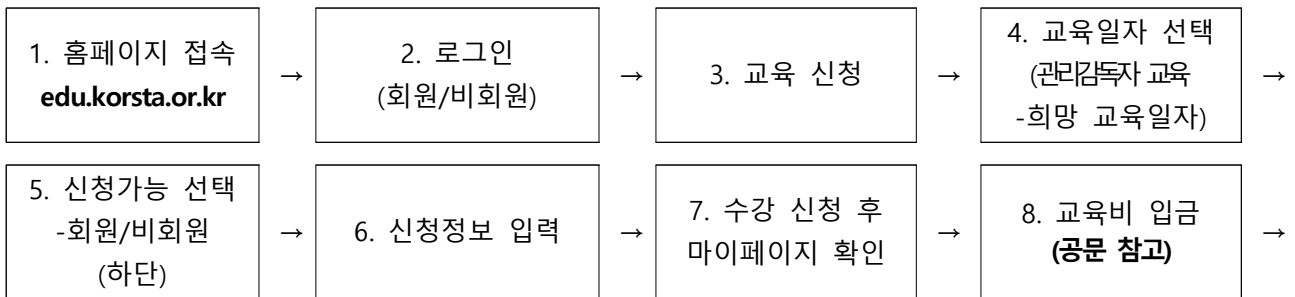 1. 홈페이지 접속
edu.korsta.or.kr
→
2. 로그인
(회원/비회원)
→
3. 교육 신청
→
4. 교육일자 선택
(관리감독자 교육
-희망 교육일자)
→
5. 신청가능 선택
-회원/비회원
(하단)
→
6. 신청정보 입력
→
7. 수강 신청 후
마이페이지 확인
→
8. 교육비 입금
(공문 참고)
→